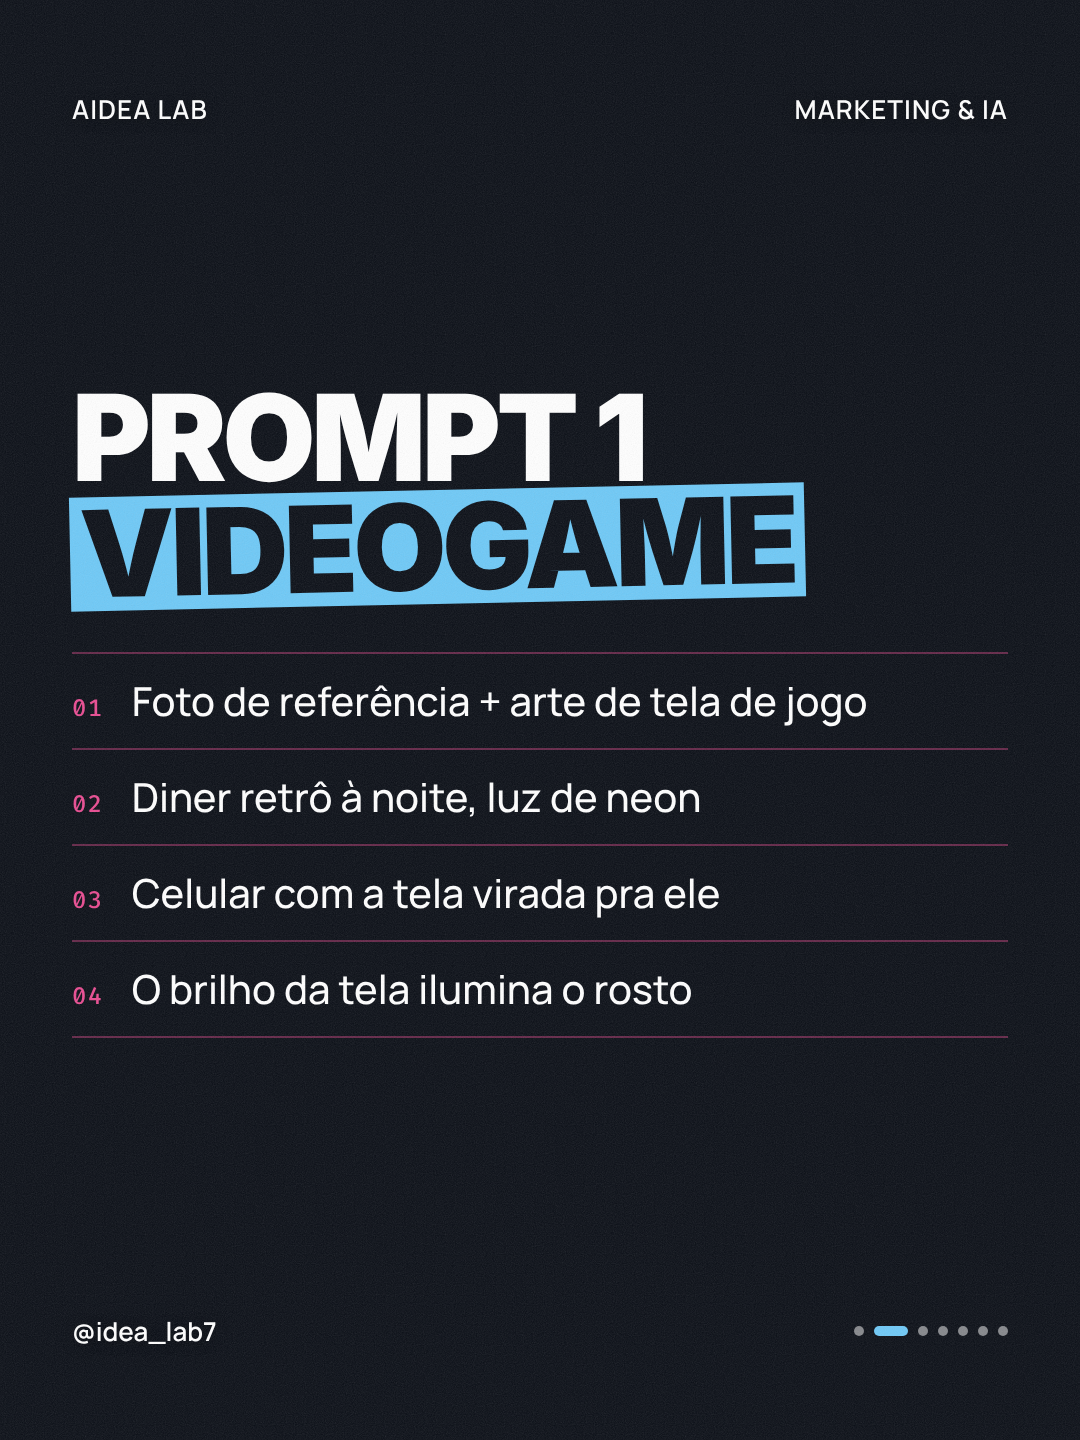 AIDEA LAB
MARKETING & IA
PROMPT 1
VIDEOGAME
01 Foto de referência + arte de tela de jogo
02 Diner retrô à noite, luz de neon
03 Celular com a tela virada pra ele
04 O brilho da tela ilumina o rosto
@idea_lab7